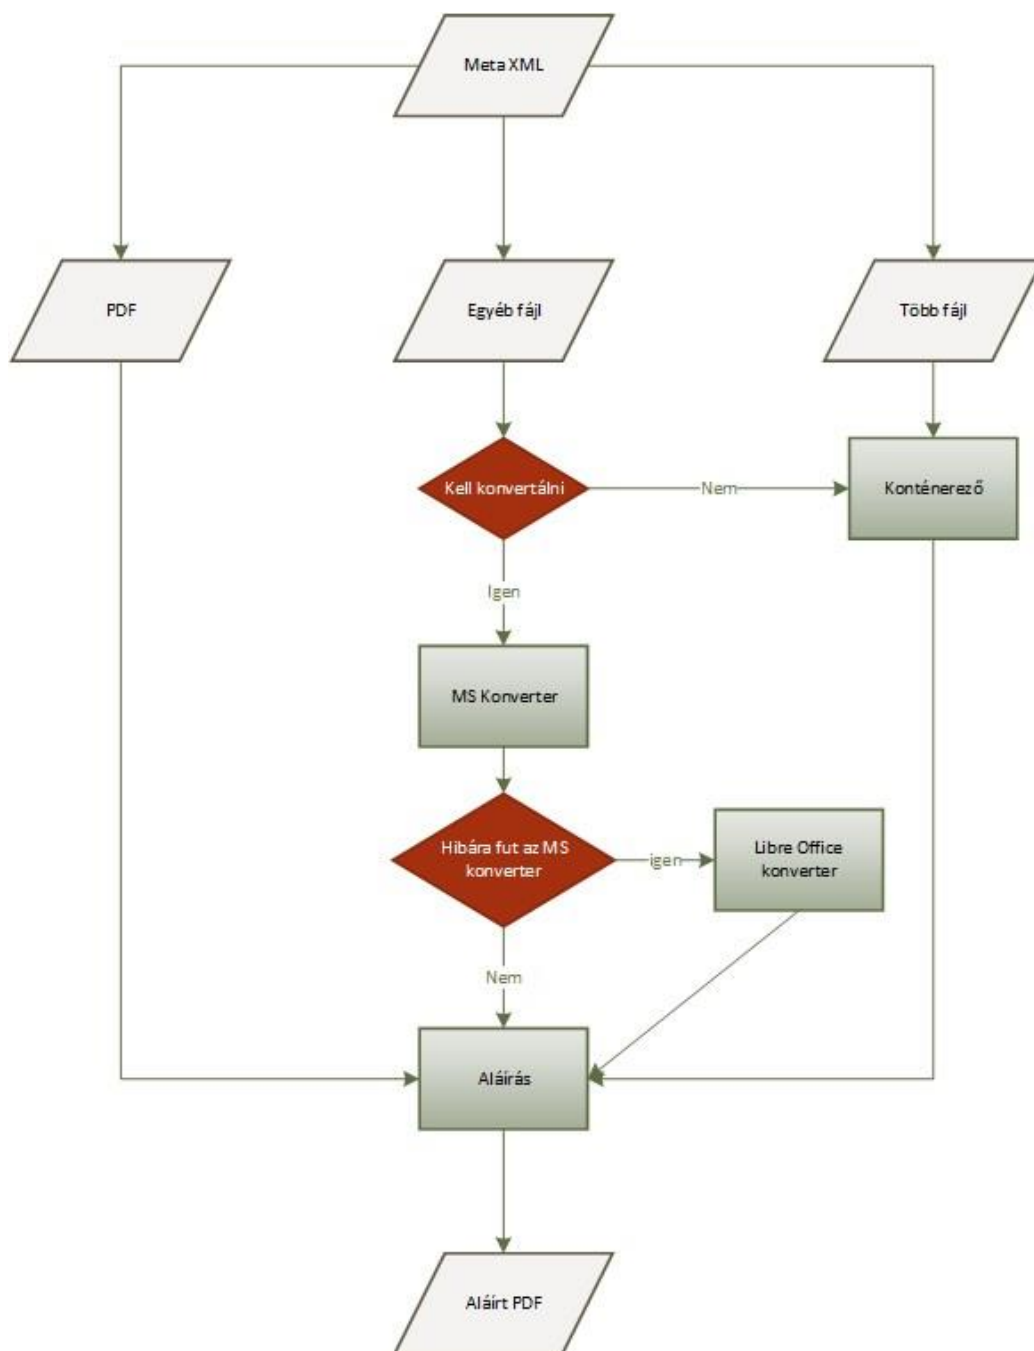 Meta XML
PDF
Egyéb fájl
Több fájl
Kell konvertálni
Nem
Konténerező
Igen
MS Konverter
Hibára fut az MS
konverter
igen
Libre Office
konverter
Nem
Aláírás
Aláírt PDF